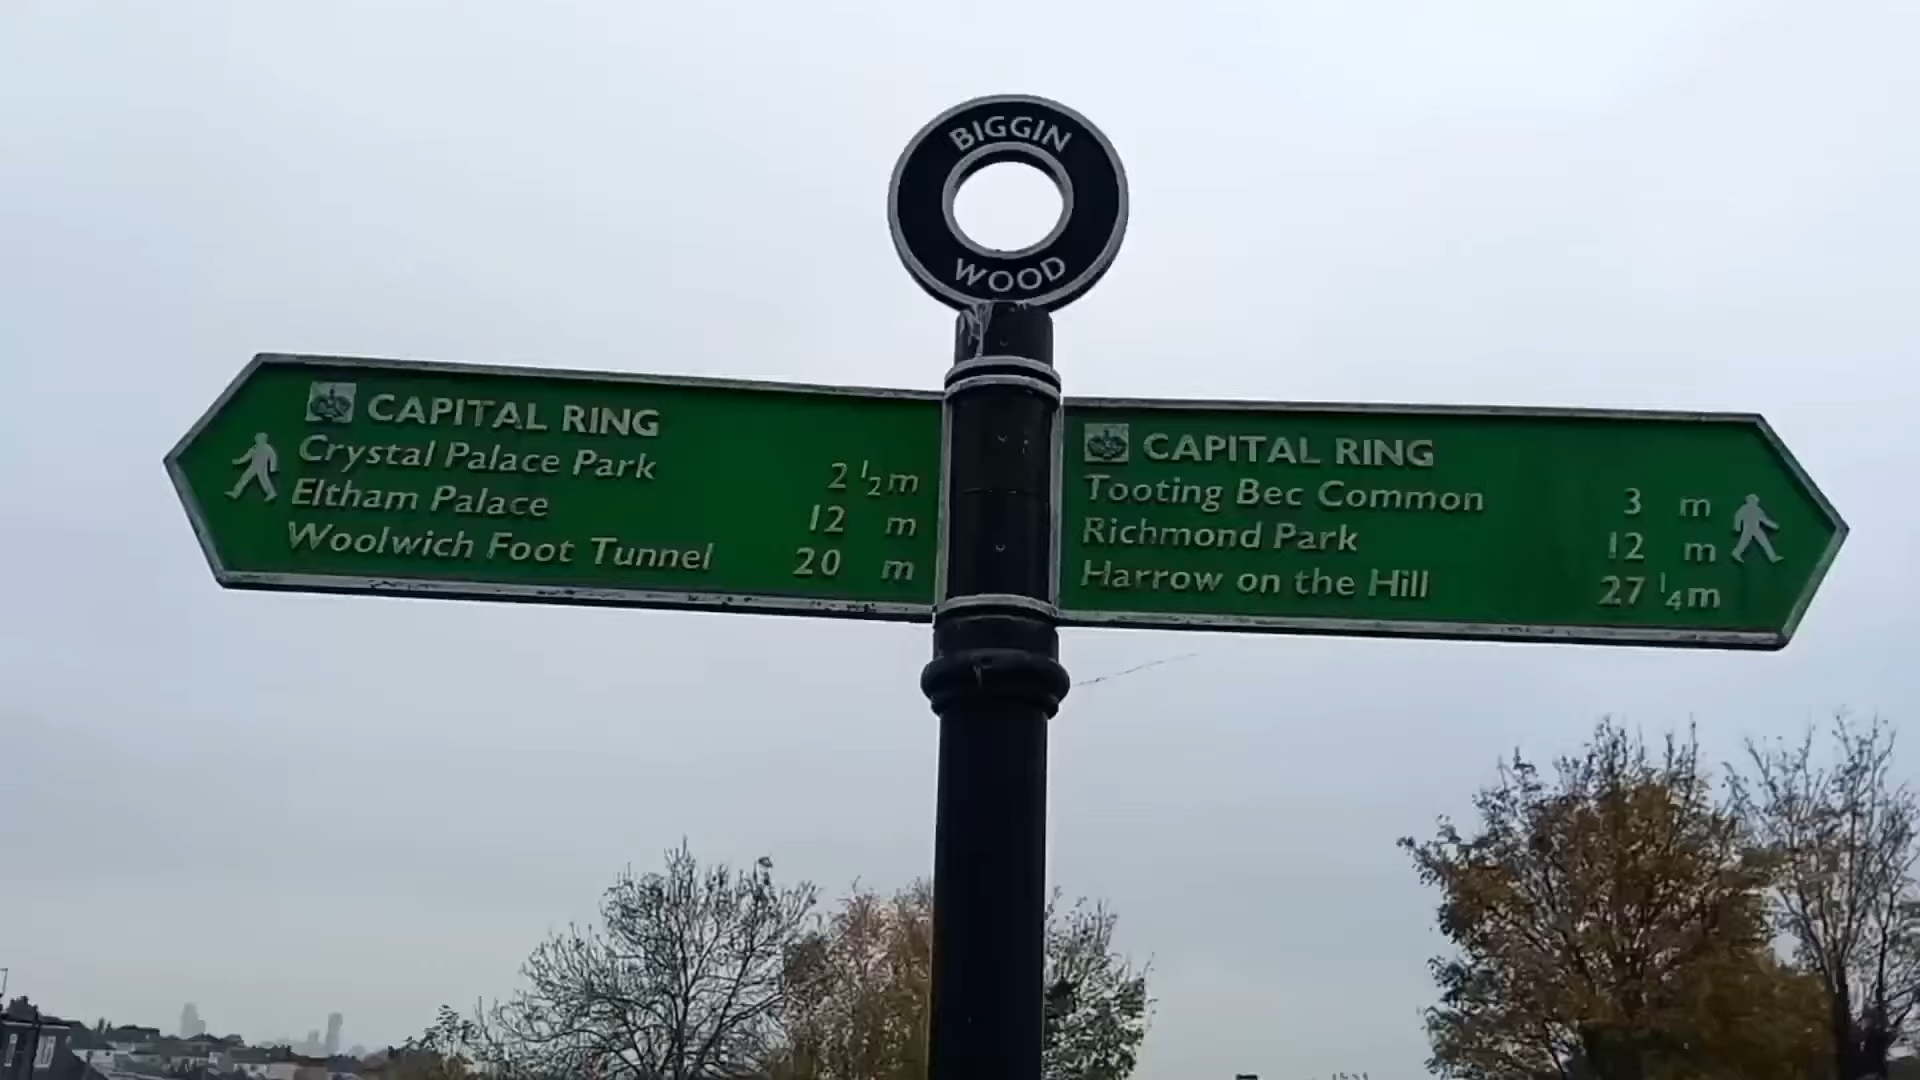 BIGGIN
WOOD
CAPITAL RING
Crystal Palace Park 2 1/2m
Eltham Palace 12 m
Woolwich Foot Tunnel 20 m
CAPITAL RING
Tooting Bec Common 3 m
Richmond Park 12 m
Harrow on the Hill 27 1/4m